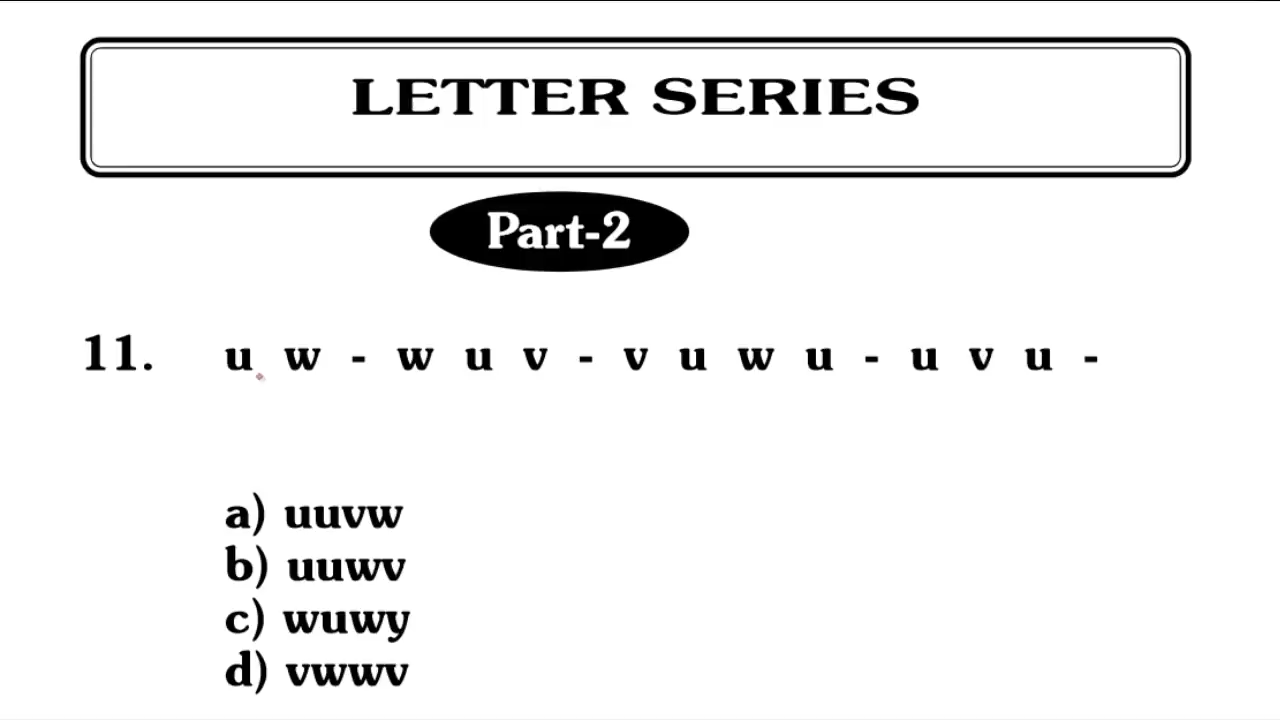 LETTER SERIES
Part-2
11. u w - w u v - v u w u - u v u -
a) uuvw
b) uuwv
c) wuwy
d) vwwv